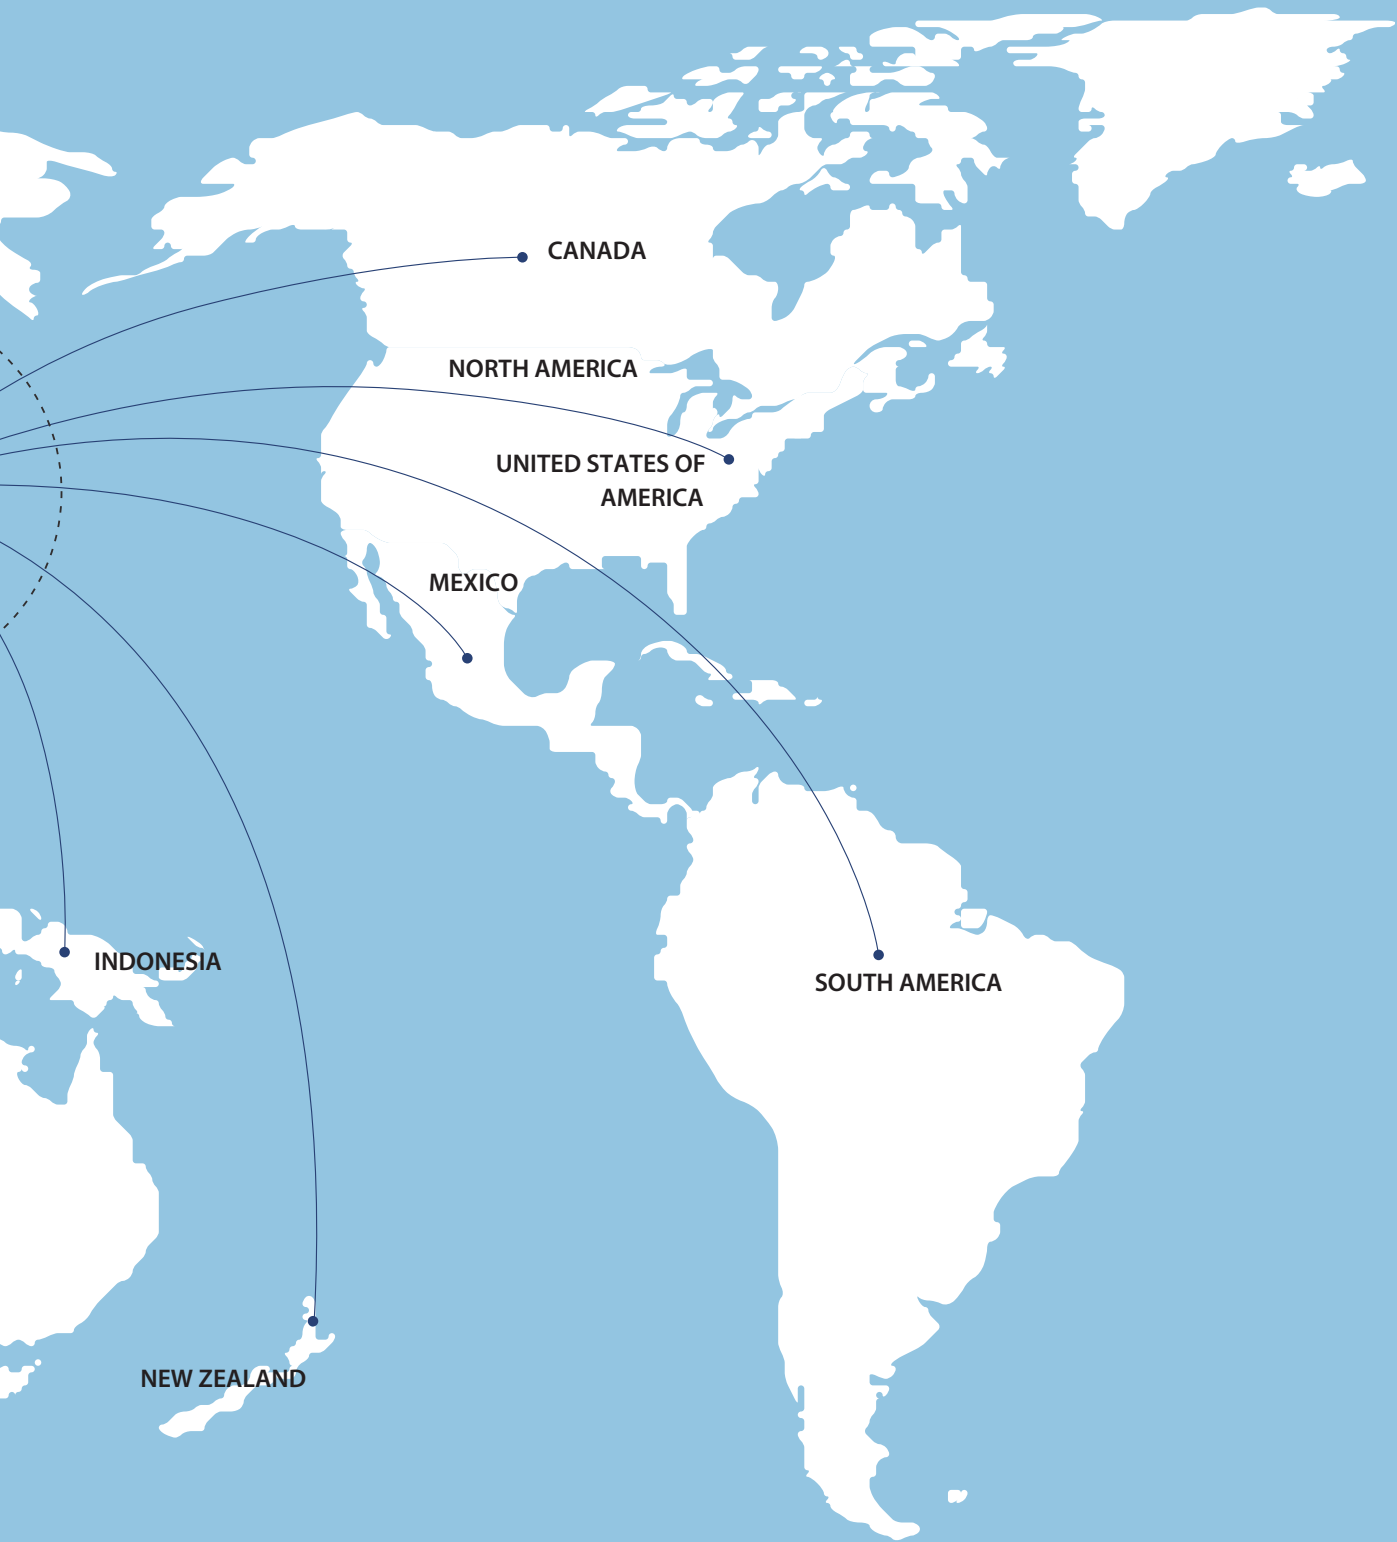 CANADA
NORTH AMERICA
UNITED STATES OF
AMERICA
MEXICO
INDONESIA
SOUTH AMERICA
NEW ZEALAND